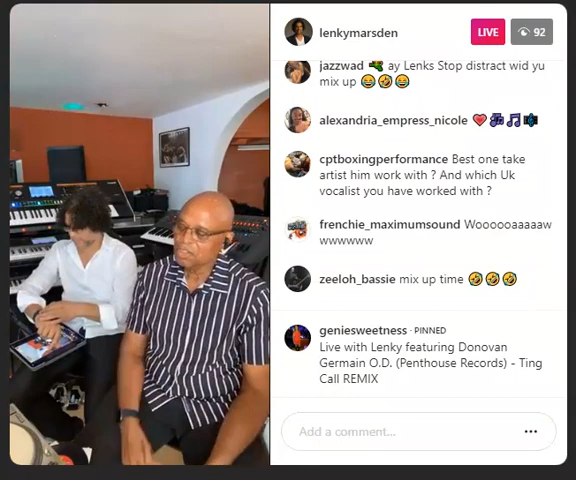 lenkymarsden
LIVE
92
jazzwad 🔫 ay Lenks Stop distract wid yu
mix up 😂🤣😂
alexandria_empress_nicole ❤️🎶🎵🔊
cptboxingperformance Best one take
artist him work with ? And which Uk
vocalist you have worked with ?
frenchie_maximumsound Woooooaaaaaw
wwwwww
zeeloh_bassie mix up time 🤣🤣🤣
geniesweetness · PINNED
Live with Lenky featuring Donovan
Germain O.D. (Penthouse Records) - Ting
Call REMIX
Add a comment...